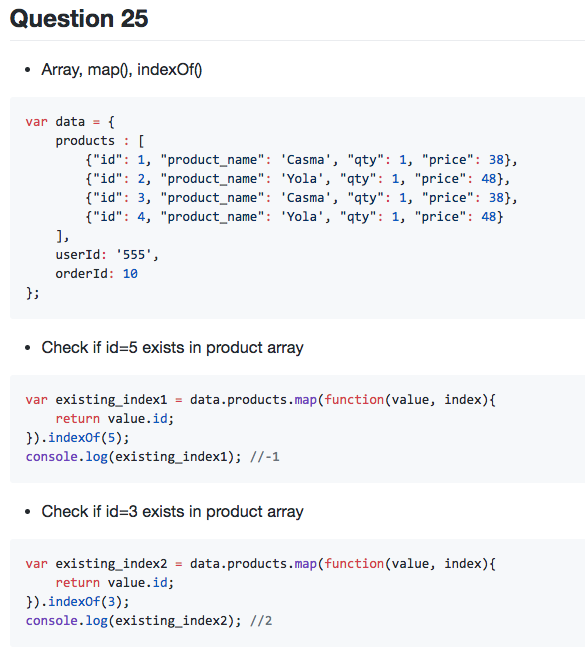 Question 25
• Array, map(), indexOf()
var data = {
    products : [
        {"id": 1, "product_name": 'Casma', "qty": 1, "price": 38},
        {"id": 2, "product_name": 'Yola', "qty": 1, "price": 48},
        {"id": 3, "product_name": 'Casma', "qty": 1, "price": 38},
        {"id": 4, "product_name": 'Yola', "qty": 1, "price": 48}
    ],
    userId: '555',
    orderId: 10
};
• Check if id=5 exists in product array
var existing_index1 = data.products.map(function(value, index){
    return value.id;
}).indexOf(5);
console.log(existing_index1); //-1
• Check if id=3 exists in product array
var existing_index2 = data.products.map(function(value, index){
    return value.id;
}).indexOf(3);
console.log(existing_index2); //2